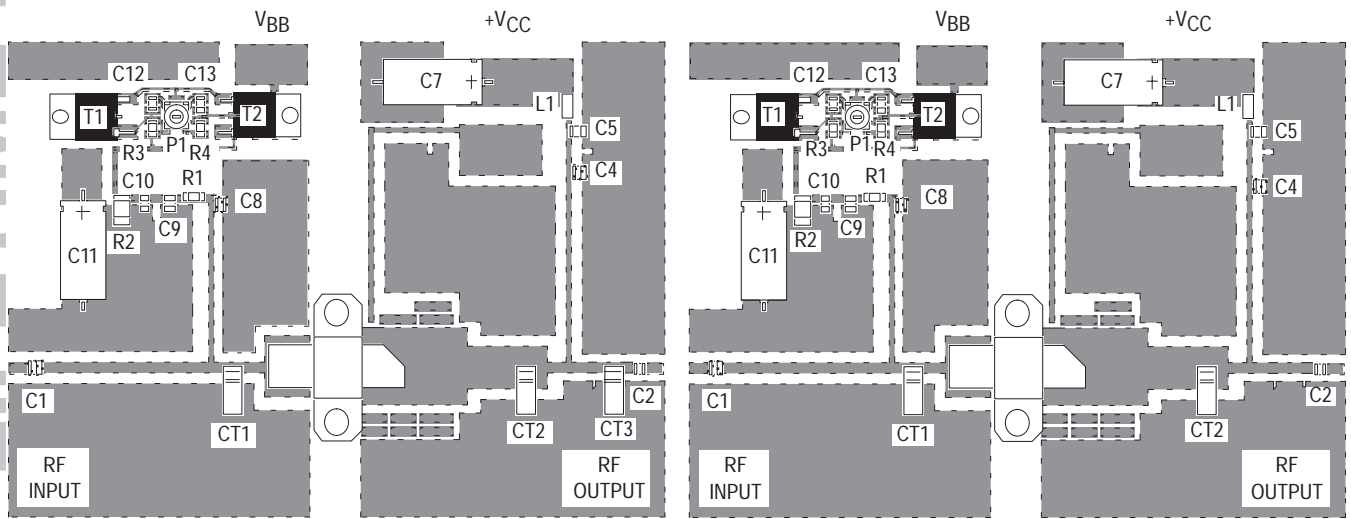 VBB
+VCC
C12
C13
C7
T1
T2
L1
C5
R3
P1
R4
C4
C10
R1
C8
R2
C9
C11
C1
CT1
CT2
CT3
C2
RF
INPUT
RF
OUTPUT
VBB
+VCC
C12
C13
C7
T1
T2
L1
C5
R3
P1
R4
C4
C10
R1
C8
R2
C9
C11
C1
CT1
CT2
C2
RF
INPUT
RF
OUTPUT